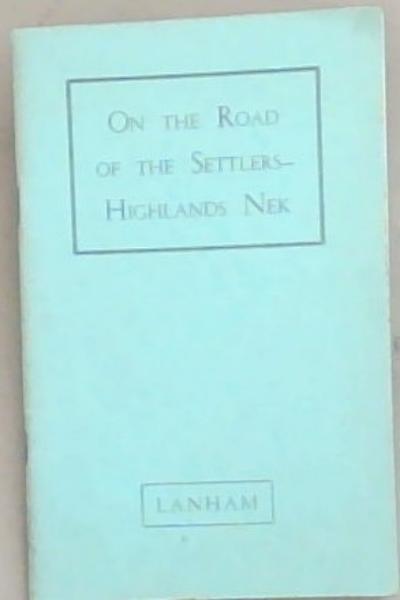 On the Road
of the Settlers–
Highlands Nek
LANHAM